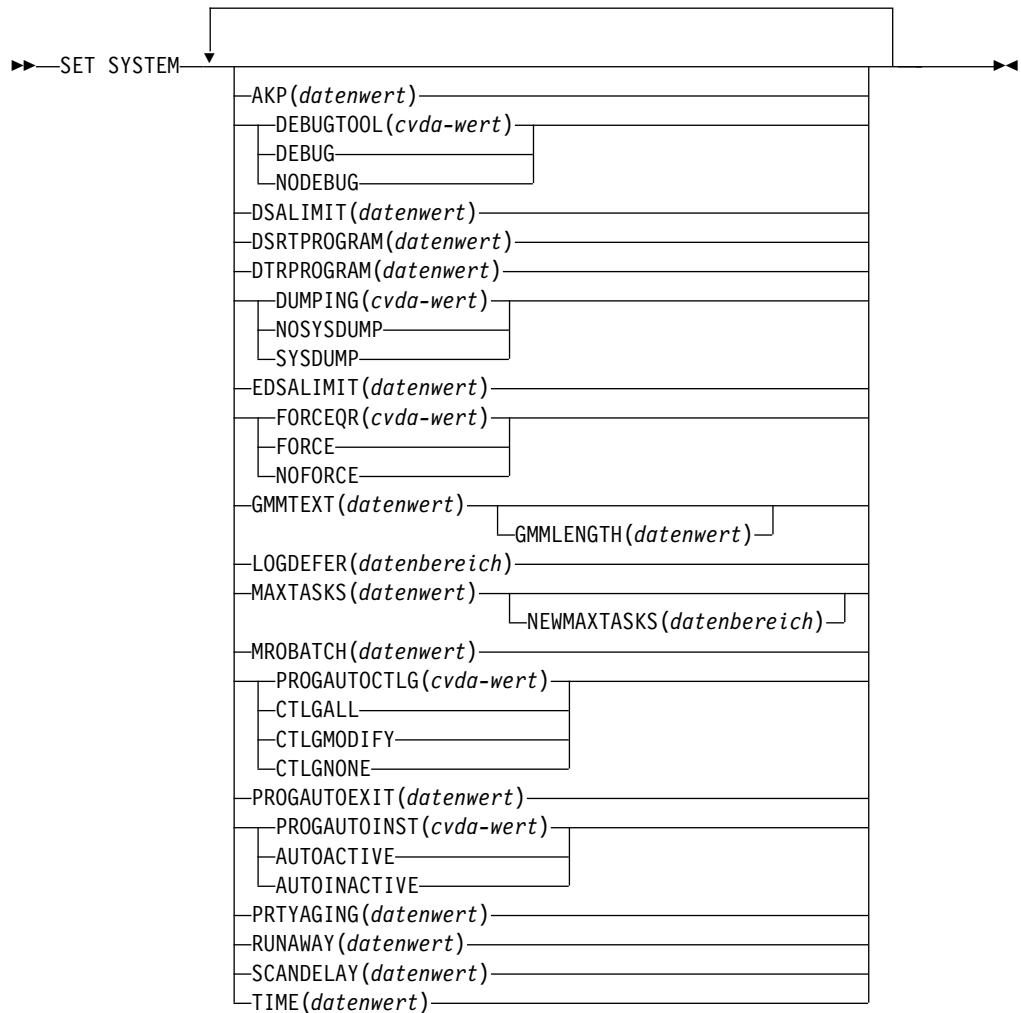 SET SYSTEM
AKP(datenwert)
DEBUGTOOL(cvda-wert)
DEBUG
NODEBUG
DSALIMIT(datenwert)
DSRTPROGRAM(datenwert)
DTRPROGRAM(datenwert)
DUMPING(cvda-wert)
NOSYSDUMP
SYSDUMP
EDSALIMIT(datenwert)
FORCEQR(cvda-wert)
FORCE
NOFORCE
GMMTEXT(datenwert)
GMMLENGTH(datenwert)
LOGDEFER(datenbereich)
MAXTASKS(datenwert)
NEWMAXTASKS(datenbereich)
MROBATCH(datenwert)
PROGAUTOCTLG(cvda-wert)
CTLGALL
CTLGMODIFY
CTLGNONE
PROGAUTOEXIT(datenwert)
PROGAUTOINST(cvda-wert)
AUTOACTIVE
AUTOINACTIVE
PRTYAGING(datenwert)
RUNAWAY(datenwert)
SCANDELAY(datenwert)
TIME(datenwert)